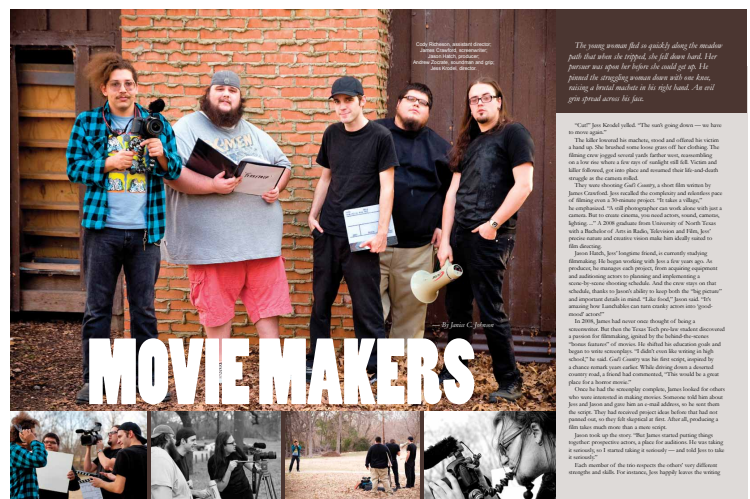 Cody Richeson, assistant director;
James Crawford, screenwriter;
Jason Hatch, producer;
Andrew Zocrate, soundman and grip;
Jess Krodel, director
— By Janice C. Johnson
MOVIE MAKERS
The young woman fled so quickly along the meadow
path that when she tripped, she fell down hard. Her
pursuer was upon her before she could get up. He
pinned the struggling woman down with one knee,
raising a brutal machete in his right hand. An evil
grin spread across his face.
"Cut!" Jess Krodel yelled. "The sun's going down — we have
to move again."
The killer lowered his machete, stood and offered his victim
a hand up. She brushed some loose grass off her clothing. The
filming crew jogged several yards farther west, reassembling
on a low rise where a few rays of sunlight still fell. Victim and
killer followed, got into place and resumed their life-and-death
struggle as the camera rolled.
They were shooting God's Country, a short film written by
James Crawford. Jess recalled the complexity and relentless pace
of filming even a 30-minute project. "It takes a village,"
he emphasized. "A still photographer can work alone with just a
camera. But to create cinema, you need actors, sound, cameras,
lighting…" A 2008 graduate from University of North Texas
with a Bachelor of Arts in Radio, Television and Film, Jess'
precise nature and creative vision make him ideally suited to
film directing.
Jason Hatch, Jess' longtime friend, is currently studying
filmmaking. He began working with Jess a few years ago. As
producer, he manages each project, from acquiring equipment
and auditioning actors to planning and implementing a
scene-by-scene shooting schedule. And the crew stays on that
schedule, thanks to Jason's ability to keep both the "big picture"
and important details in mind. "Like food," Jason said. "It's
amazing how Lunchables can turn cranky actors into 'good-
mood' actors!"
In 2008, James had never once thought of being a
screenwriter. But then the Texas Tech pre-law student discovered
a passion for filmmaking, ignited by the behind-the-scenes
"bonus features" of movies. He shifted his education goals and
began to write screenplays. "I didn't even like writing in high
school," he said. God's Country was his first script, inspired by
a chance remark years earlier. While driving down a deserted
country road, a friend had commented, "This would be a great
place for a horror movie."
Once he had the screenplay complete, James looked for others
who were interested in making movies. Someone told him about
Jess and Jason and gave him an e-mail address, so he sent them
the script. They had received project ideas before that had not
panned out, so they felt skeptical at first. After all, producing a
film takes much more than a mere script.
Jason took up the story. "But James started putting things
together: prospective actors, a place for auditions. He was taking
it seriously, so I started taking it seriously — and told Jess to take
it seriously."
Each member of the trio respects the others' very different
strengths and skills. For instance, Jess happily leaves the writing